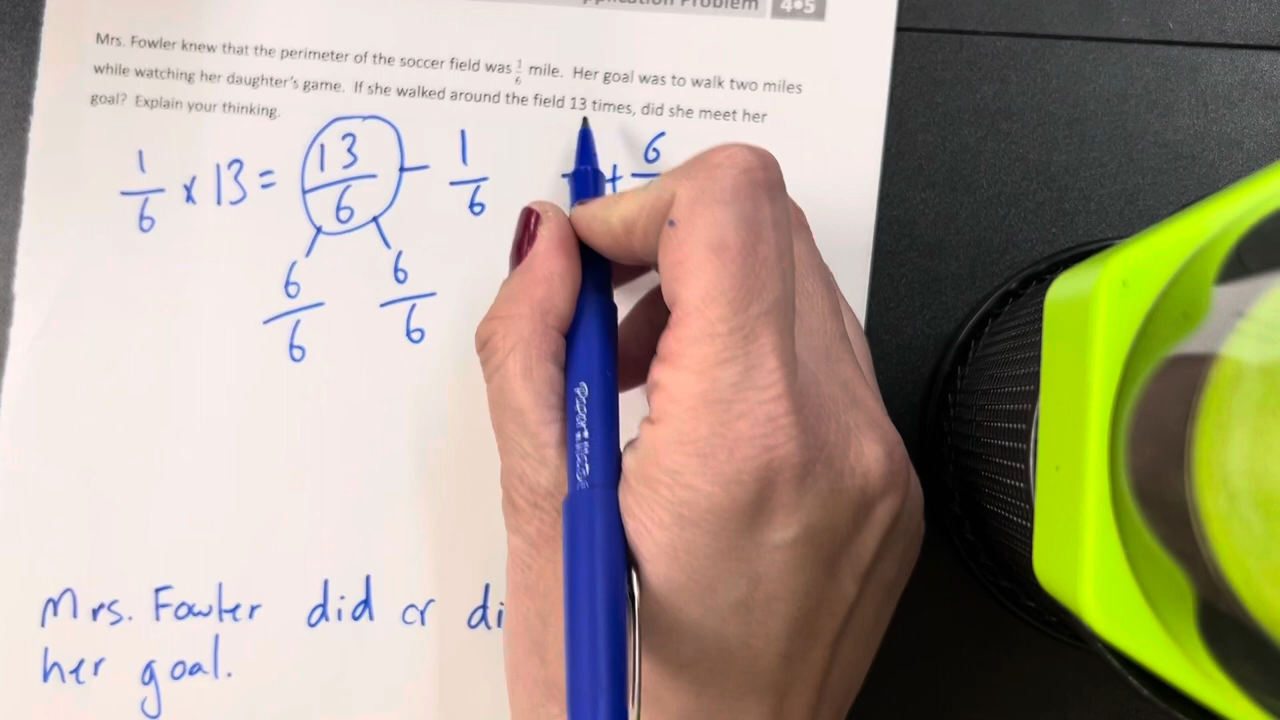 Application Problem 4•5
Mrs. Fowler knew that the perimeter of the soccer field was 1/6 mile. Her goal was to walk two miles
while watching her daughter's game. If she walked around the field 13 times, did she meet her
goal? Explain your thinking.
1/6 x 13 = 13/6 - 1/6 + 6
6/6 6/6
Mrs. Fowler did or di
her goal.